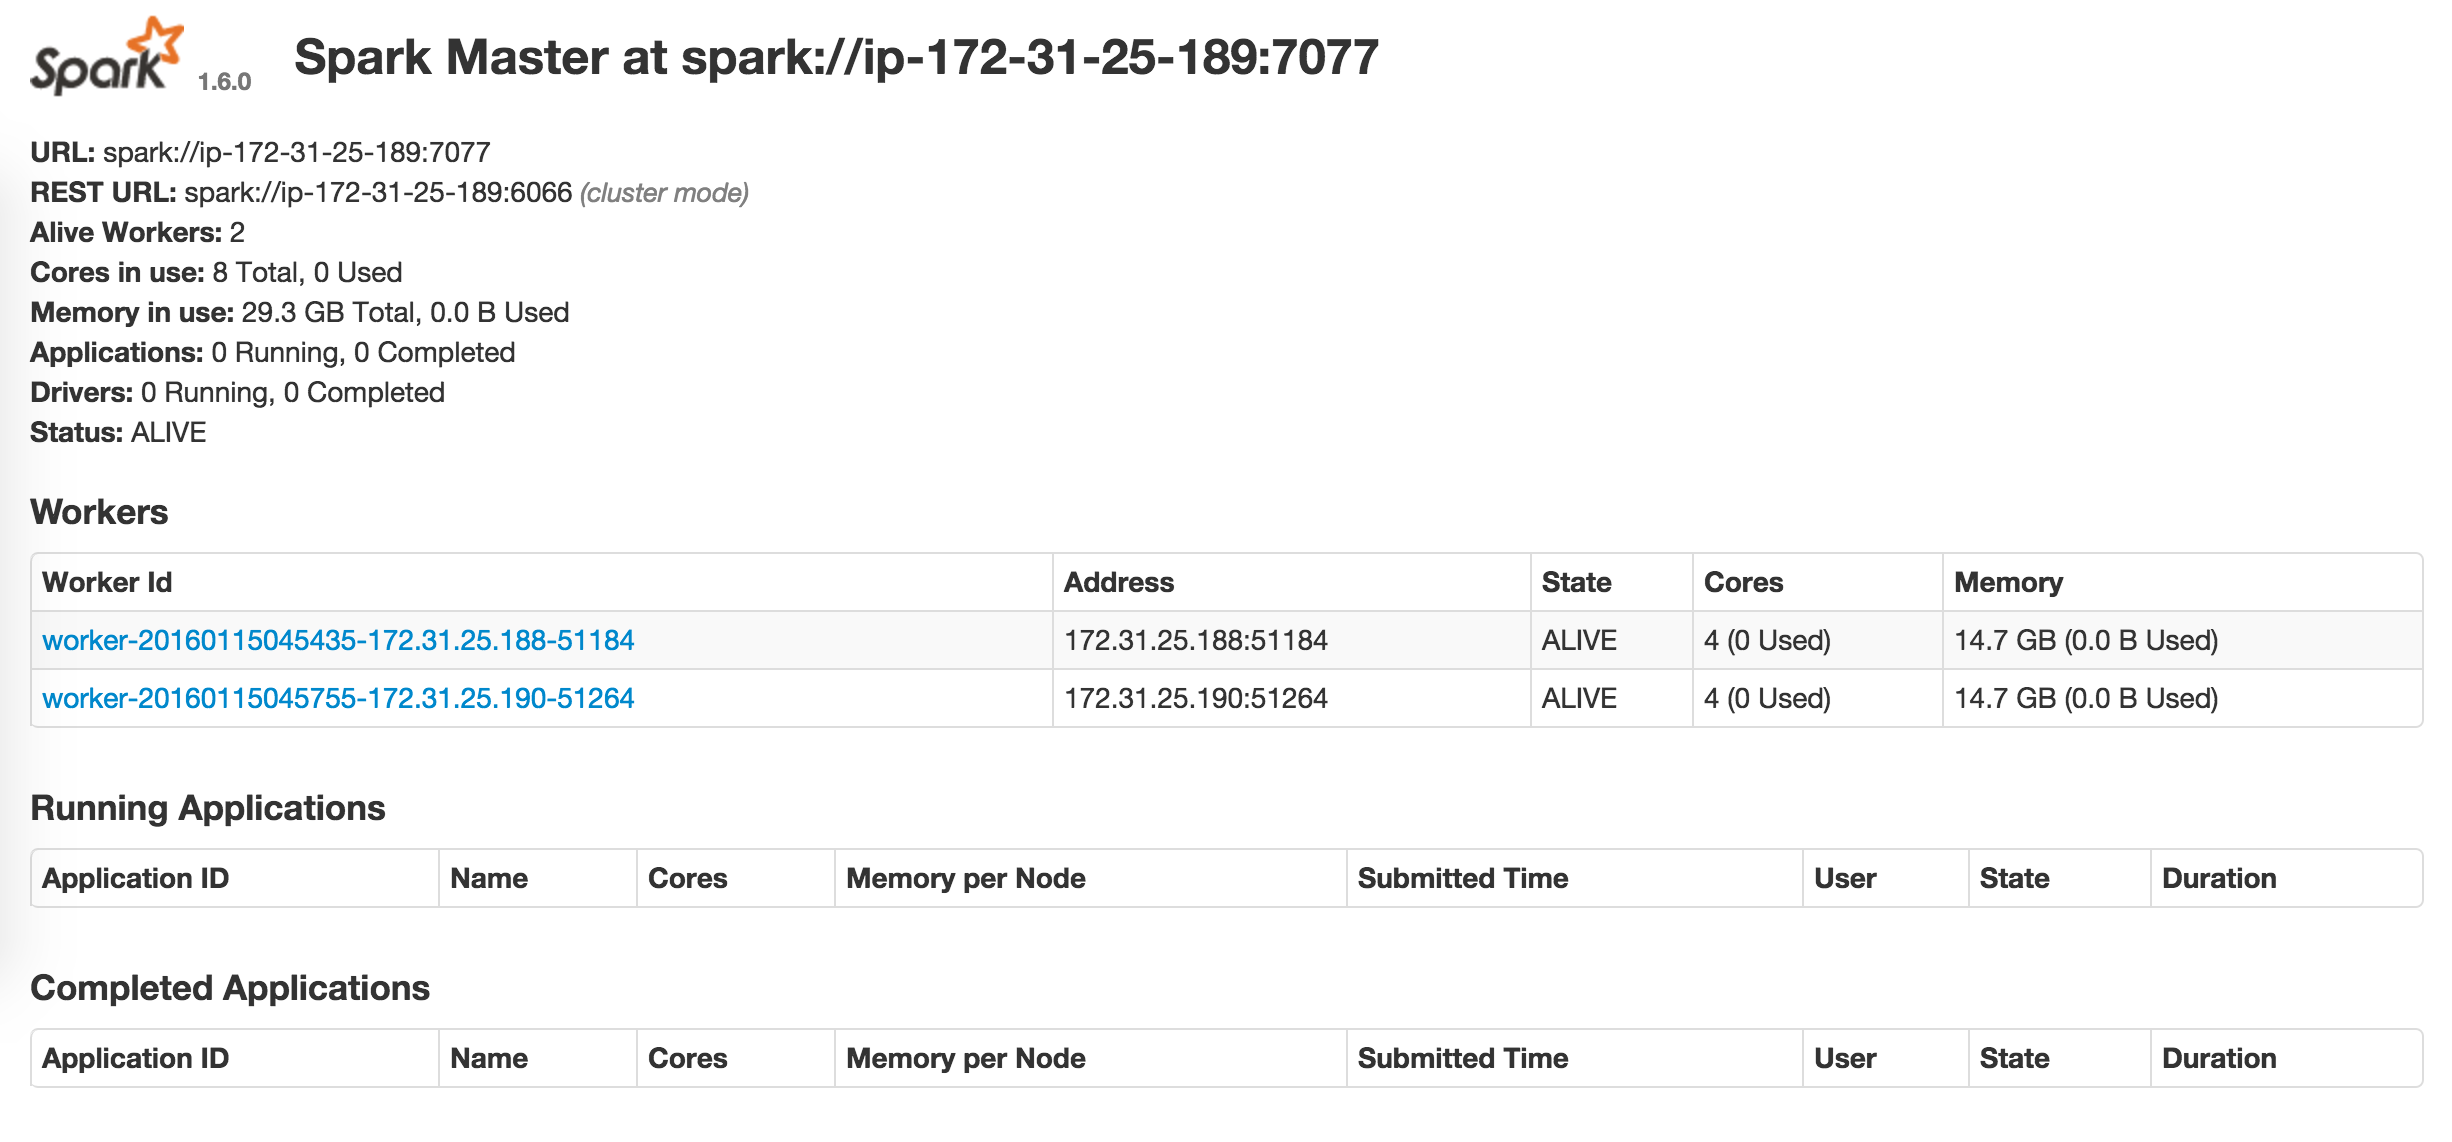 Spark 1.6.0 Spark Master at spark://ip-172-31-25-189:7077
URL: spark://ip-172-31-25-189:7077
REST URL: spark://ip-172-31-25-189:6066 (cluster mode)
Alive Workers: 2
Cores in use: 8 Total, 0 Used
Memory in use: 29.3 GB Total, 0.0 B Used
Applications: 0 Running, 0 Completed
Drivers: 0 Running, 0 Completed
Status: ALIVE
Workers
Worker Id Address State Cores Memory
worker-20160115045435-172.31.25.188-51184 172.31.25.188:51184 ALIVE 4 (0 Used) 14.7 GB (0.0 B Used)
worker-20160115045755-172.31.25.190-51264 172.31.25.190:51264 ALIVE 4 (0 Used) 14.7 GB (0.0 B Used)
Running Applications
Application ID Name Cores Memory per Node Submitted Time User State Duration
Completed Applications
Application ID Name Cores Memory per Node Submitted Time User State Duration